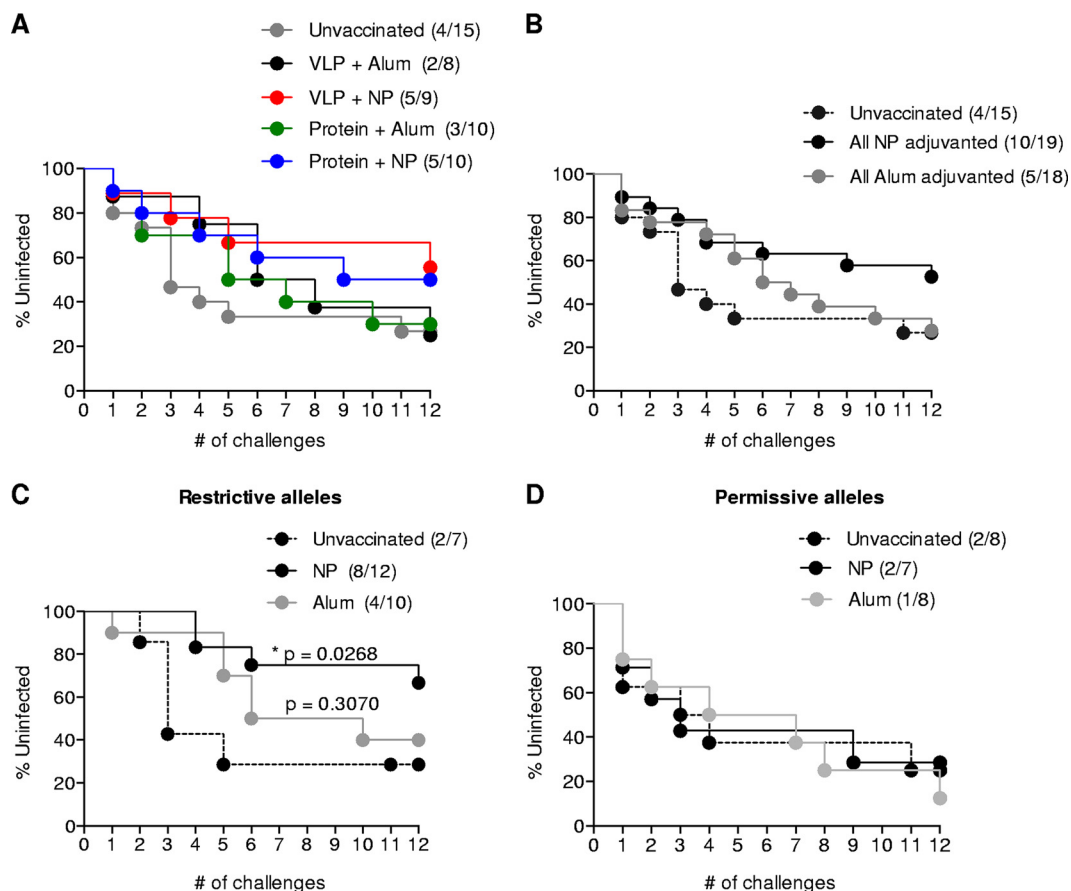 A
Unvaccinated (4/15)
VLP + Alum (2/8)
VLP + NP (5/9)
Protein + Alum (3/10)
Protein + NP (5/10)
% Uninfected
100
80
60
40
20
0
0 1 2 3 4 5 6 7 8 9 10 11 12
# of challenges
B
Unvaccinated (4/15)
All NP adjuvanted (10/19)
All Alum adjuvanted (5/18)
% Uninfected
100
80
60
40
20
0
0 1 2 3 4 5 6 7 8 9 10 11 12
# of challenges
C
Restrictive alleles
Unvaccinated (2/7)
NP (8/12)
Alum (4/10)
% Uninfected
100
80
60
40
20
0
* p = 0.0268
p = 0.3070
0 1 2 3 4 5 6 7 8 9 10 11 12
# of challenges
D
Permissive alleles
Unvaccinated (2/8)
NP (2/7)
Alum (1/8)
% Uninfected
100
80
60
40
20
0
0 1 2 3 4 5 6 7 8 9 10 11 12
# of challenges